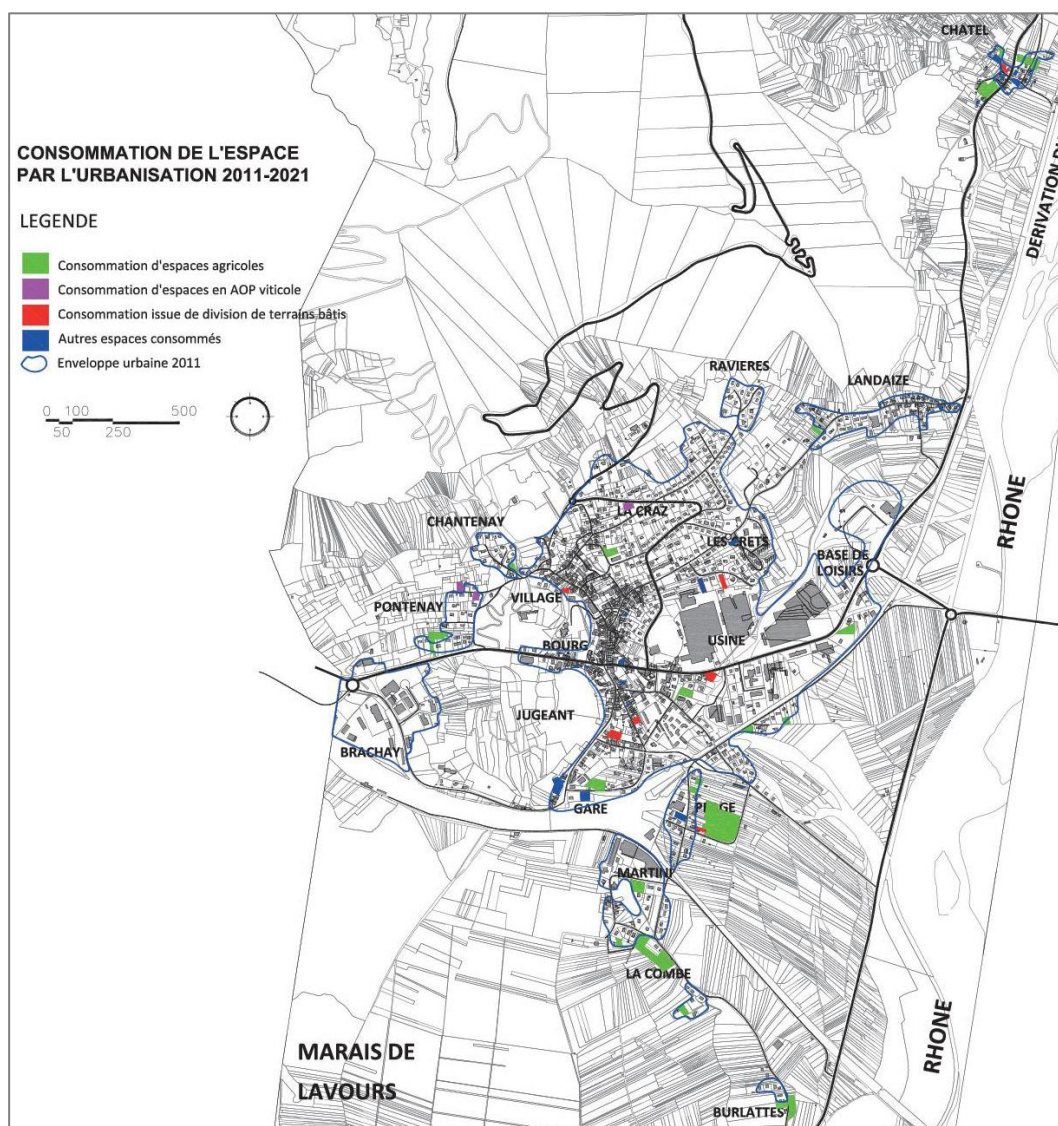 CHATEL
CONSOMMATION DE L'ESPACE
PAR L'URBANISATION 2011-2021
LEGENDE
Consommation d'espaces agricoles
Consommation d'espaces en AOP viticole
Consommation issue de division de terrains bâtis
Autres espaces consommés
Enveloppe urbaine 2011
0 100 500
50 250
DERIVATION DU
RAVIERES
LANDAIZE
RHONE
LA CRAZ
CHANTENAY
LES CRETS
BASE DE
LOISIRS
PONTENAY
VILLAGE
BOURG
USINE
JUGEANT
BRACHAY
GARE
MARTINI
LA COMBE
RHONE
MARAIS DE
LAVOURS
BURLATTES